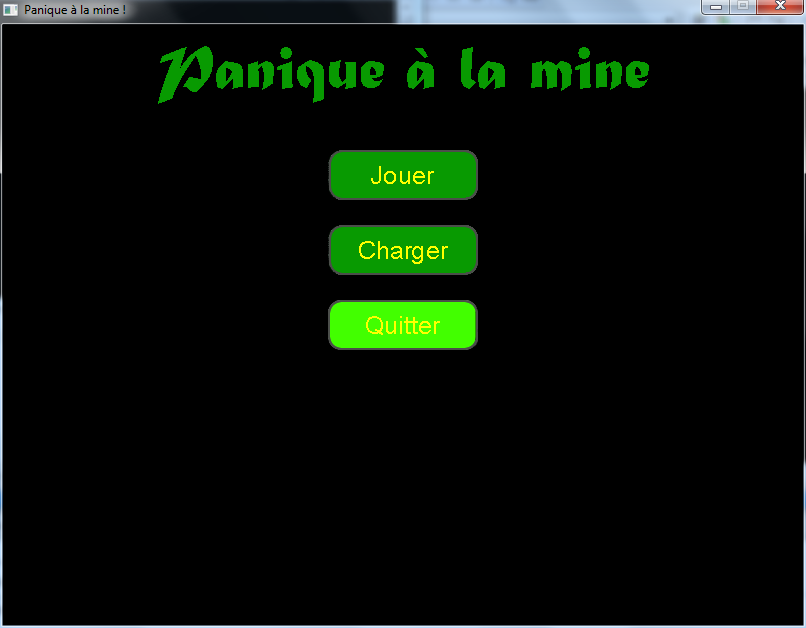 Panique à la mine !
Panique à la mine
Jouer
Charger
Quitter